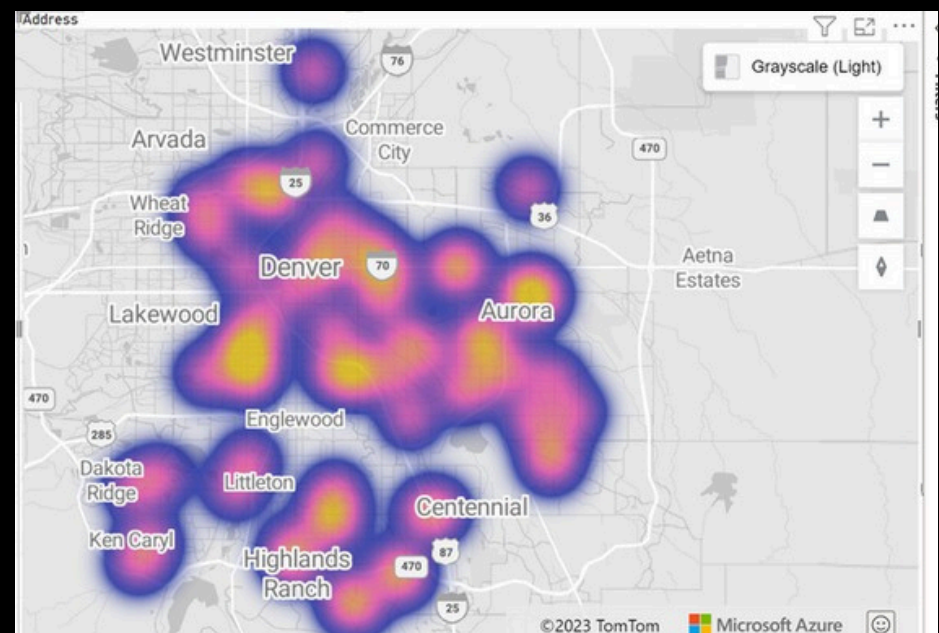 Address
Westminster
76
Grayscale (Light)
Arvada
Commerce
City
470
25
Wheat
Ridge
36
Denver
70
Aetna
Estates
Lakewood
Aurora
470
Englewood
285
Dakota
Ridge
Littleton
Centennial
Ken Caryl
87
Highlands
Ranch
470
25
©2023 TomTom
Microsoft Azure